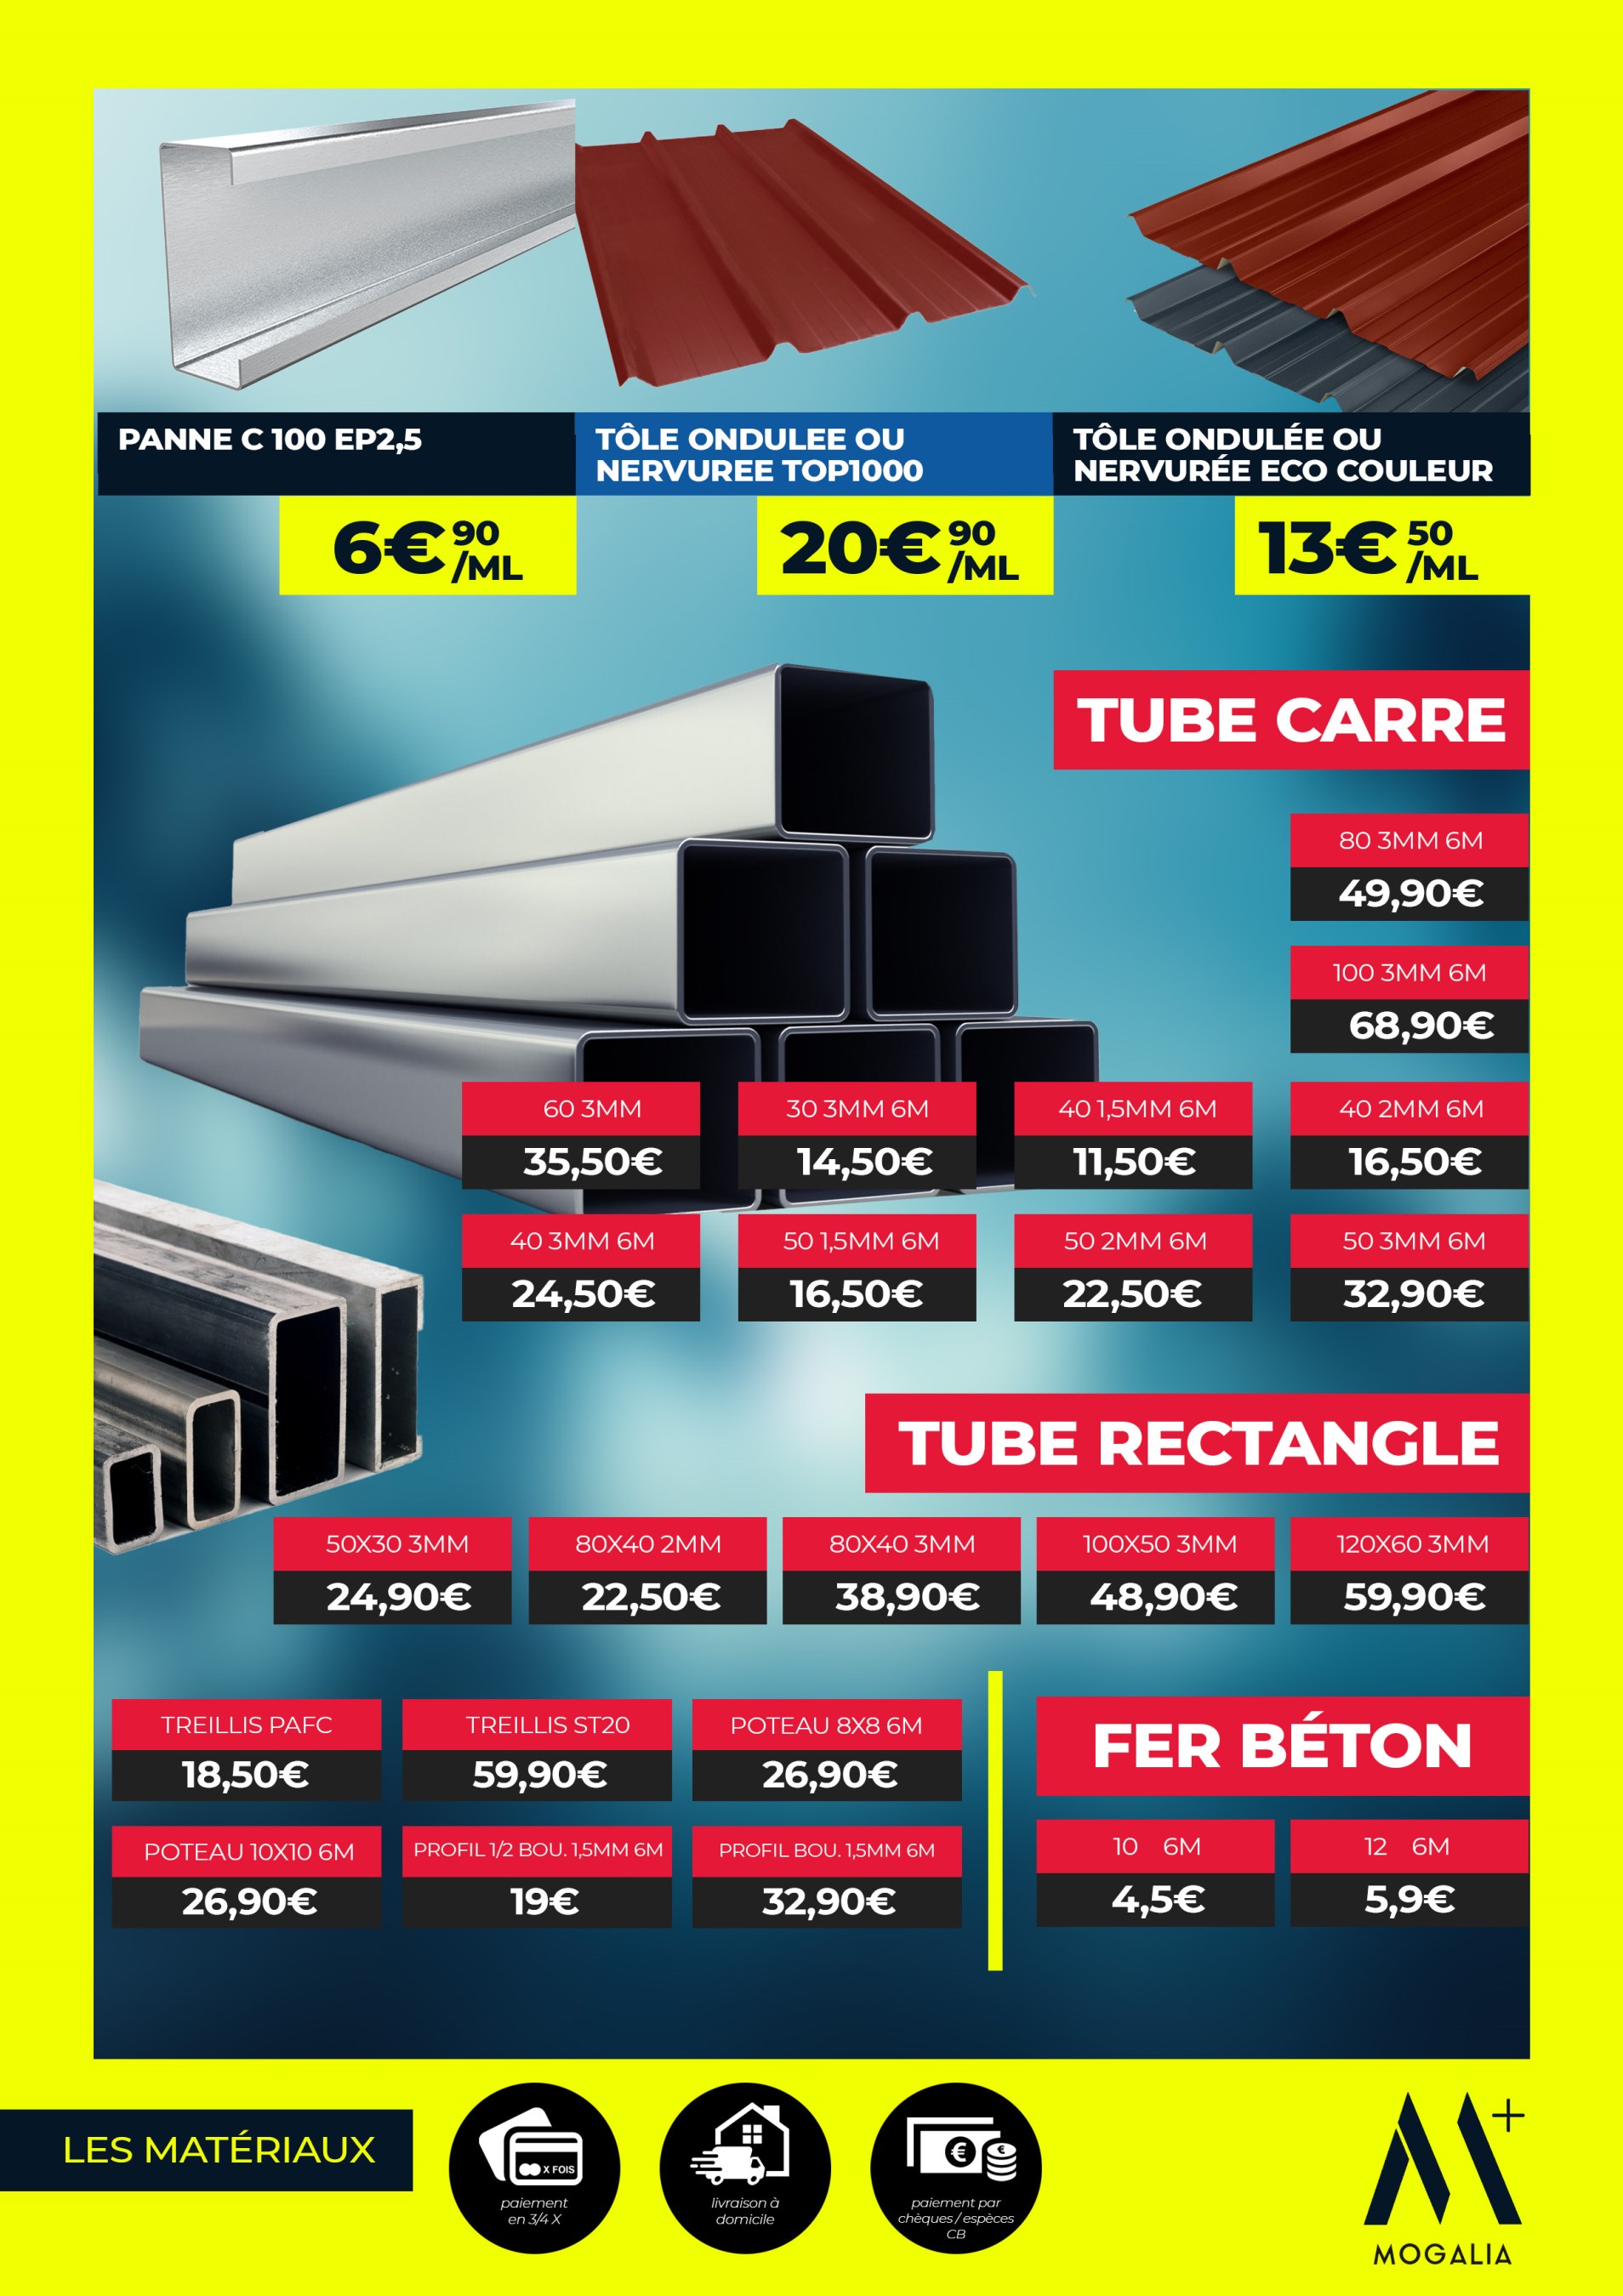 PANNE C 100 EP2,5
6€90
/ML
TÔLE ONDULEE OU
NERVUREE TOP1000
20€90
/ML
TÔLE ONDULÉE OU
NERVURÉE ECO COULEUR
13€50
/ML
TUBE CARRE
80 3MM 6M
49,90€
100 3MM 6M
68,90€
60 3MM
35,50€
30 3MM 6M
14,50€
40 1,5MM 6M
11,50€
40 2MM 6M
16,50€
40 3MM 6M
24,50€
50 1,5MM 6M
16,50€
50 2MM 6M
22,50€
50 3MM 6M
32,90€
TUBE RECTANGLE
50X30 3MM
24,90€
80X40 2MM
22,50€
80X40 3MM
38,90€
100X50 3MM
48,90€
120X60 3MM
59,90€
TREILLIS PAFC
18,50€
TREILLIS ST20
59,90€
POTEAU 8X8 6M
26,90€
POTEAU 10X10 6M
26,90€
PROFIL 1/2 BOU. 1,5MM 6M
19€
PROFIL BOU. 1,5MM 6M
32,90€
FER BÉTON
10 6M
4,5€
12 6M
5,9€
LES MATÉRIAUX
X FOIS
paiement
en 3/4 X
livraison à
domicile
€
€
paiement par
chèques / espèces
CB
M+
MOGALIA